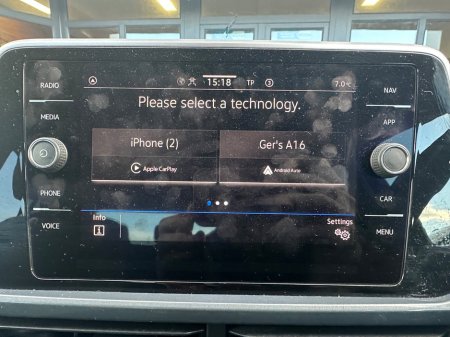 RADIO
MEDIA
PHONE
VOICE
15:18
TP
7.0°C
Please select a technology.
iPhone (2)
Ger's A16
Apple CarPlay
Android Auto
Info
Settings
NAV
APP
CAR
MENU